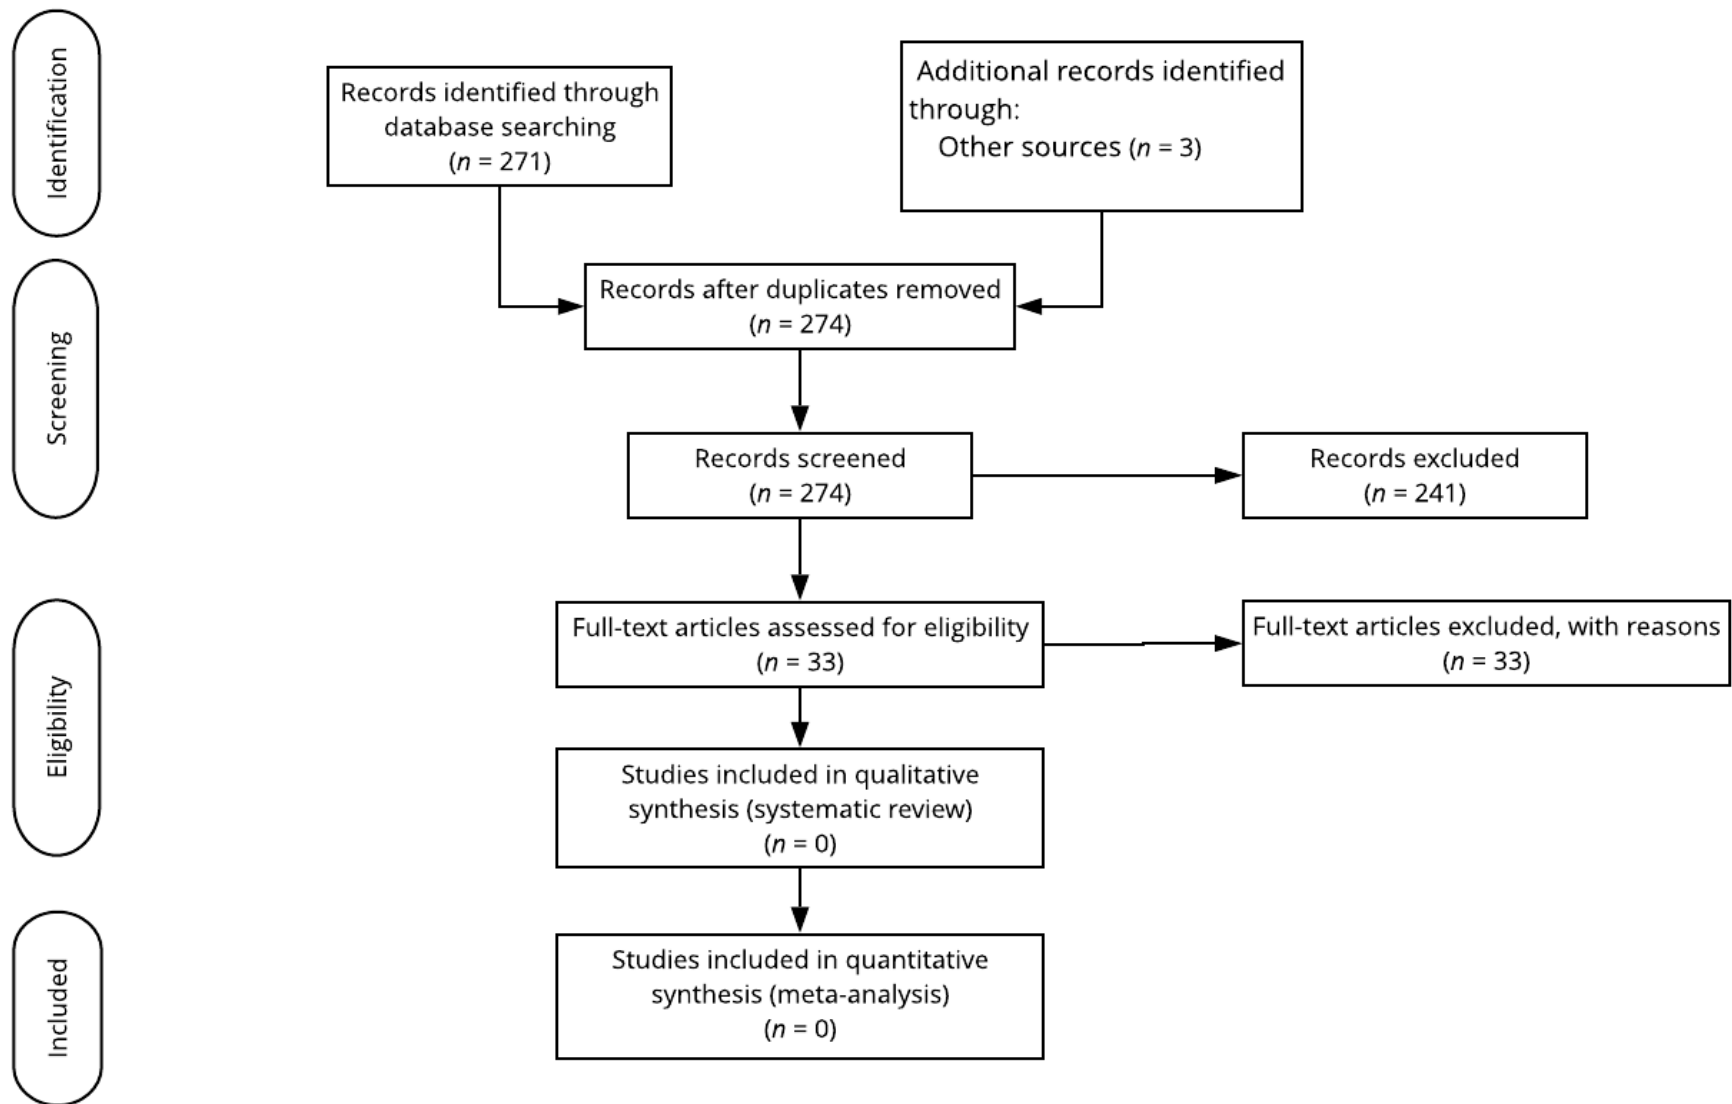 Identification
Records identified through
database searching
(n = 271)
Additional records identified
through:
Other sources (n = 3)
Screening
Records after duplicates removed
(n = 274)
Records screened
(n = 274)
Records excluded
(n = 241)
Eligibility
Full-text articles assessed for eligibility
(n = 33)
Full-text articles excluded, with reasons
(n = 33)
Studies included in qualitative
synthesis (systematic review)
(n = 0)
Included
Studies included in quantitative
synthesis (meta-analysis)
(n = 0)